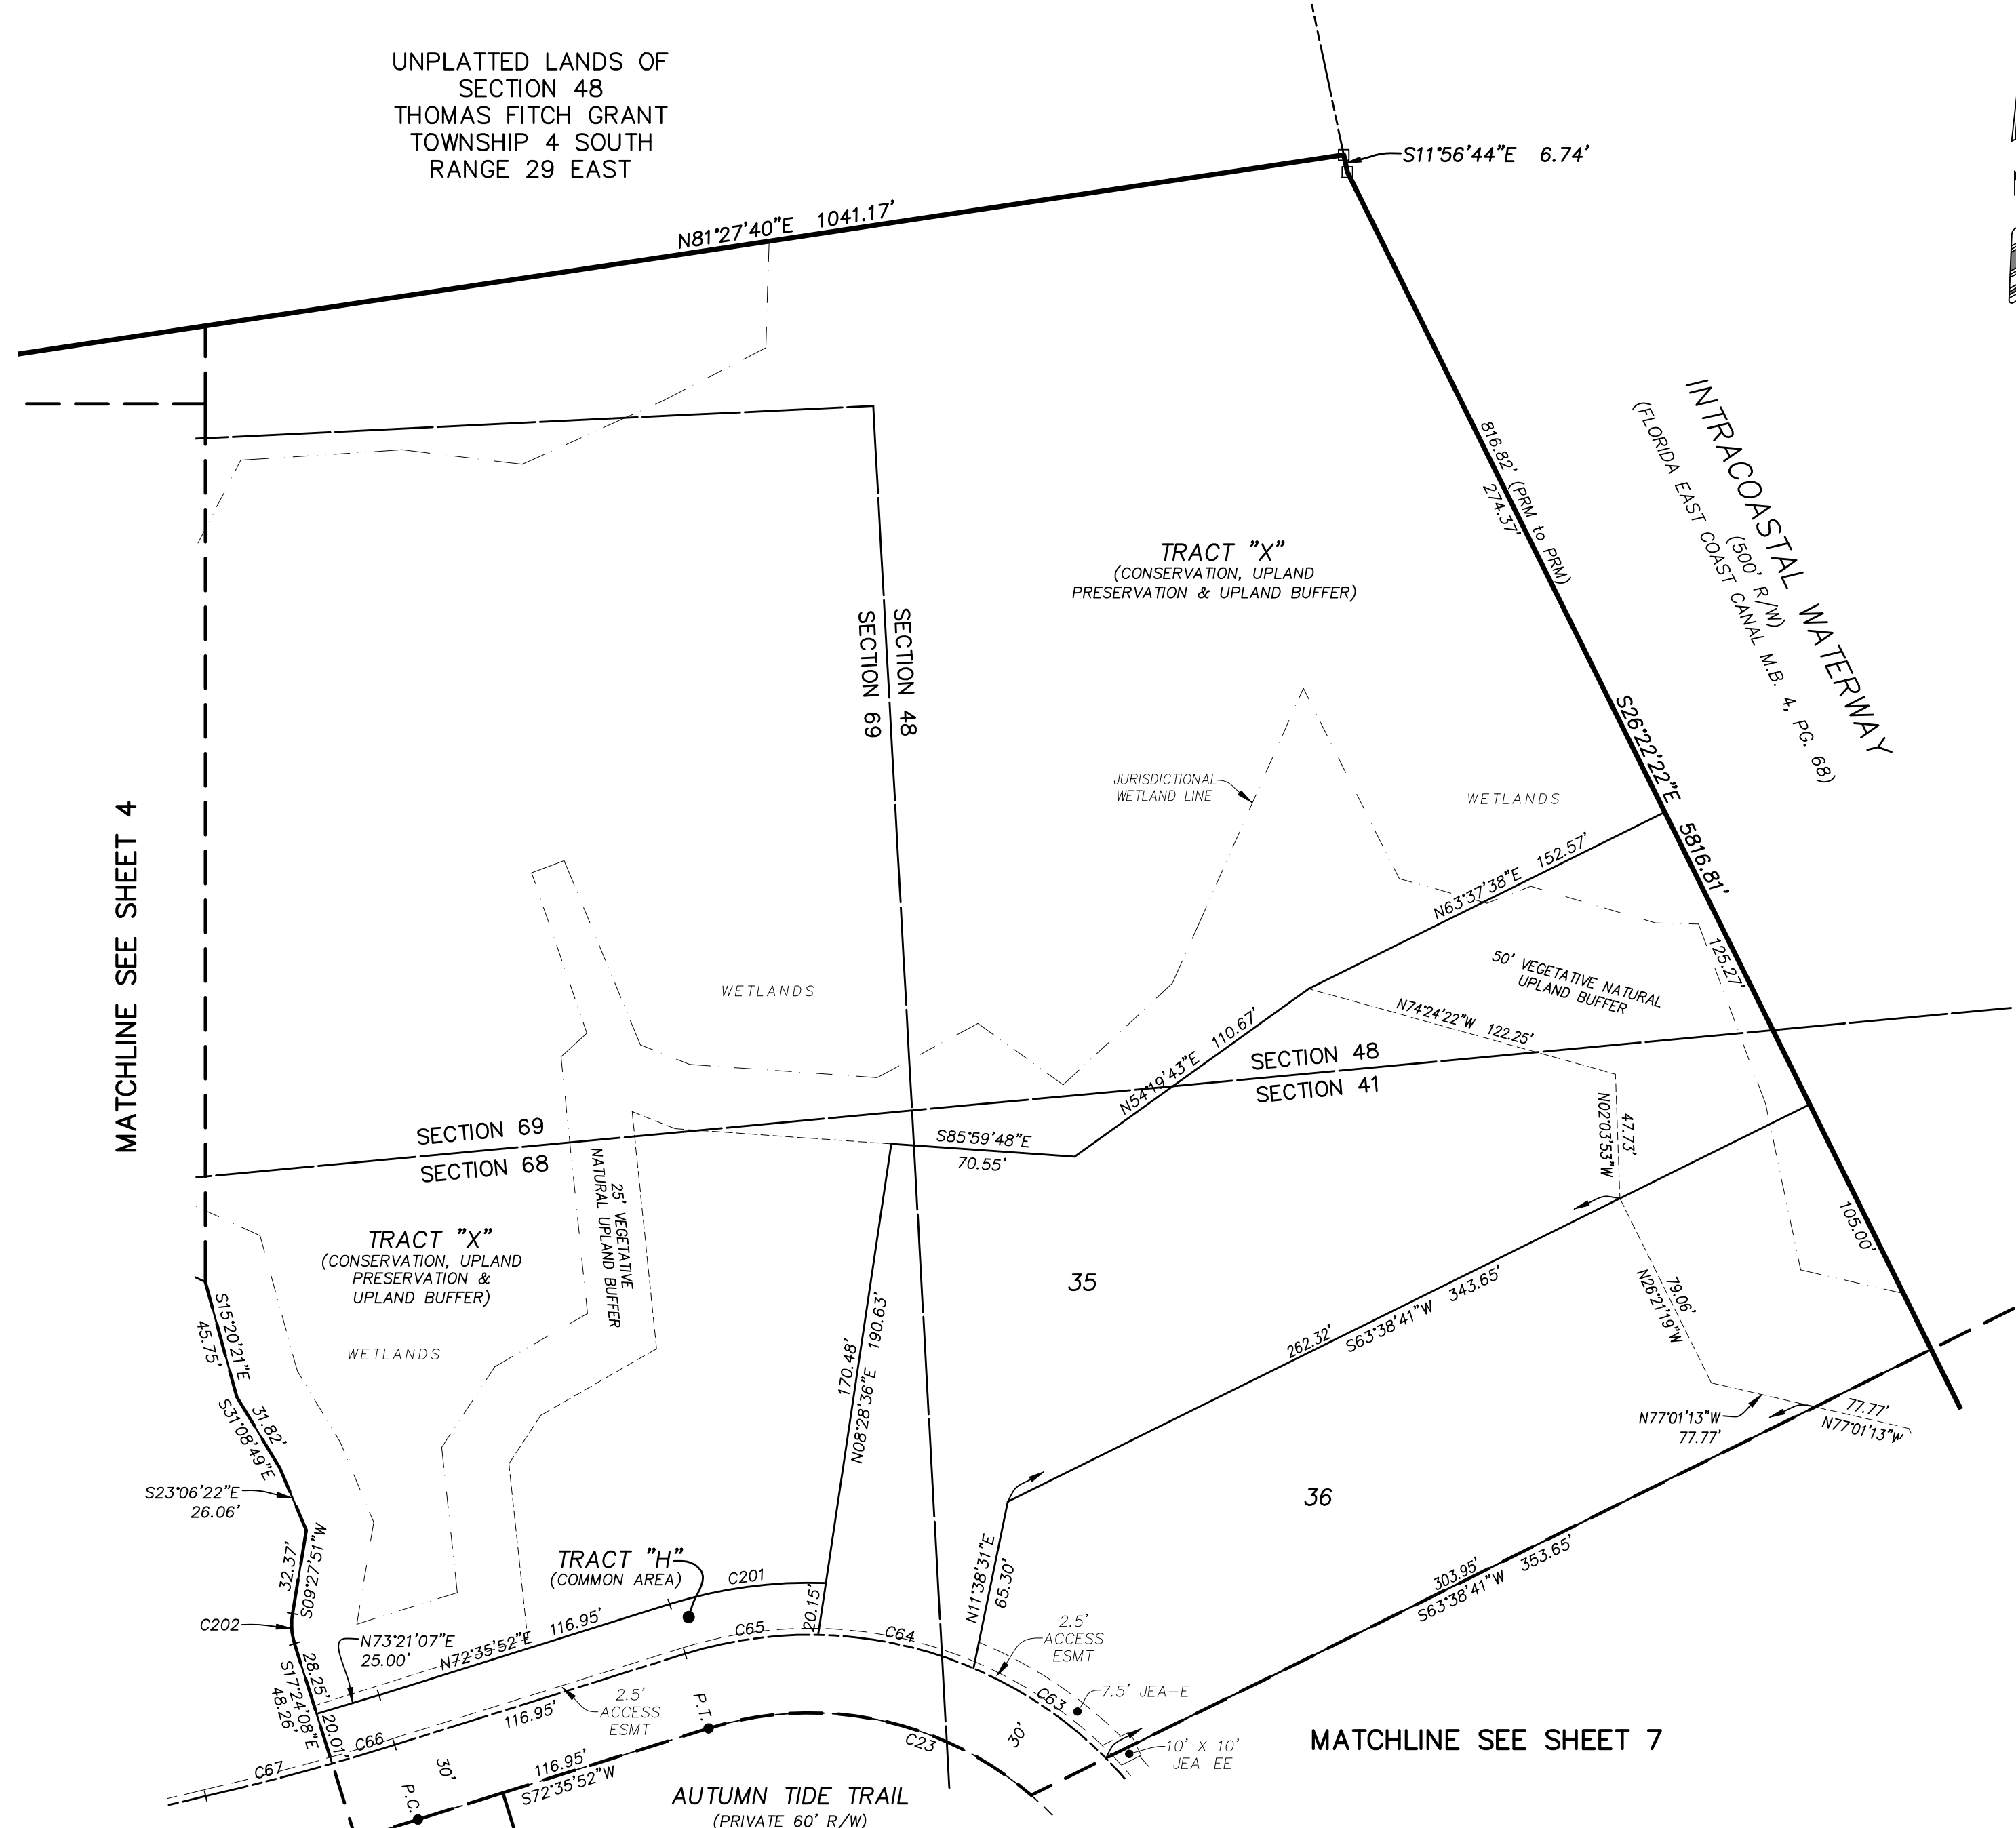 UNPLATTED LANDS OF
SECTION 48
THOMAS FITCH GRANT
TOWNSHIP 4 SOUTH
RANGE 29 EAST
S11°56'44"E 6.74'
N81°27'40"E 1041.17'
816.82' (PRM to PRM)
274.37'
INTRACOASTAL WATERWAY
(500' R/W)
(FLORIDA EAST COAST CANAL M.B. 4, PG. 68)
TRACT "X"
(CONSERVATION, UPLAND
PRESERVATION & UPLAND BUFFER)
SECTION 48
SECTION 69
S26°22'22"E 5816.81'
JURISDICTIONAL
WETLAND LINE
WETLANDS
MATCHLINE SEE SHEET 4
N63°37'38"E 152.57'
125.27'
50' VEGETATIVE NATURAL
UPLAND BUFFER
WETLANDS
N74°24'22"W 122.25'
N54°19'43"E 110.67'
SECTION 48
SECTION 41
SECTION 69
SECTION 68
S85°59'48"E
70.55'
47.73'
N02°03'53"W
25' VEGETATIVE
NATURAL UPLAND BUFFER
105.00'
TRACT "X"
(CONSERVATION, UPLAND
PRESERVATION &
UPLAND BUFFER)
WETLANDS
35
S15°20'21"E
45.75'
170.48'
N08°28'36"E 190.63'
262.32'
S63°38'41"W 343.65'
79.06'
N26°21'19"W
31.82'
S31°08'49"E
N77°01'13"W
77.77'
77.77'
N77°01'13"W
S23°06'22"E
26.06'
36
32.37'
S09°27'51"W
TRACT "H"
(COMMON AREA)
C201
20.15'
N11°38'31"E
65.30'
303.95'
S63°38'41"W 353.65'
C202
N73°21'07"E
25.00'
N72°35'52"E 116.95'
C65
C64
2.5'
ACCESS
ESMT
28.25'
S17°24'08"E
48.26'
20.01'
2.5'
ACCESS
ESMT
116.95'
P.T.
C63
7.5' JEA-E
C66
C67
30'
C23
30'
10' X 10'
JEA-EE
MATCHLINE SEE SHEET 7
P.C.
116.95'
S72°35'52"W
AUTUMN TIDE TRAIL
(PRIVATE 60' R/W)